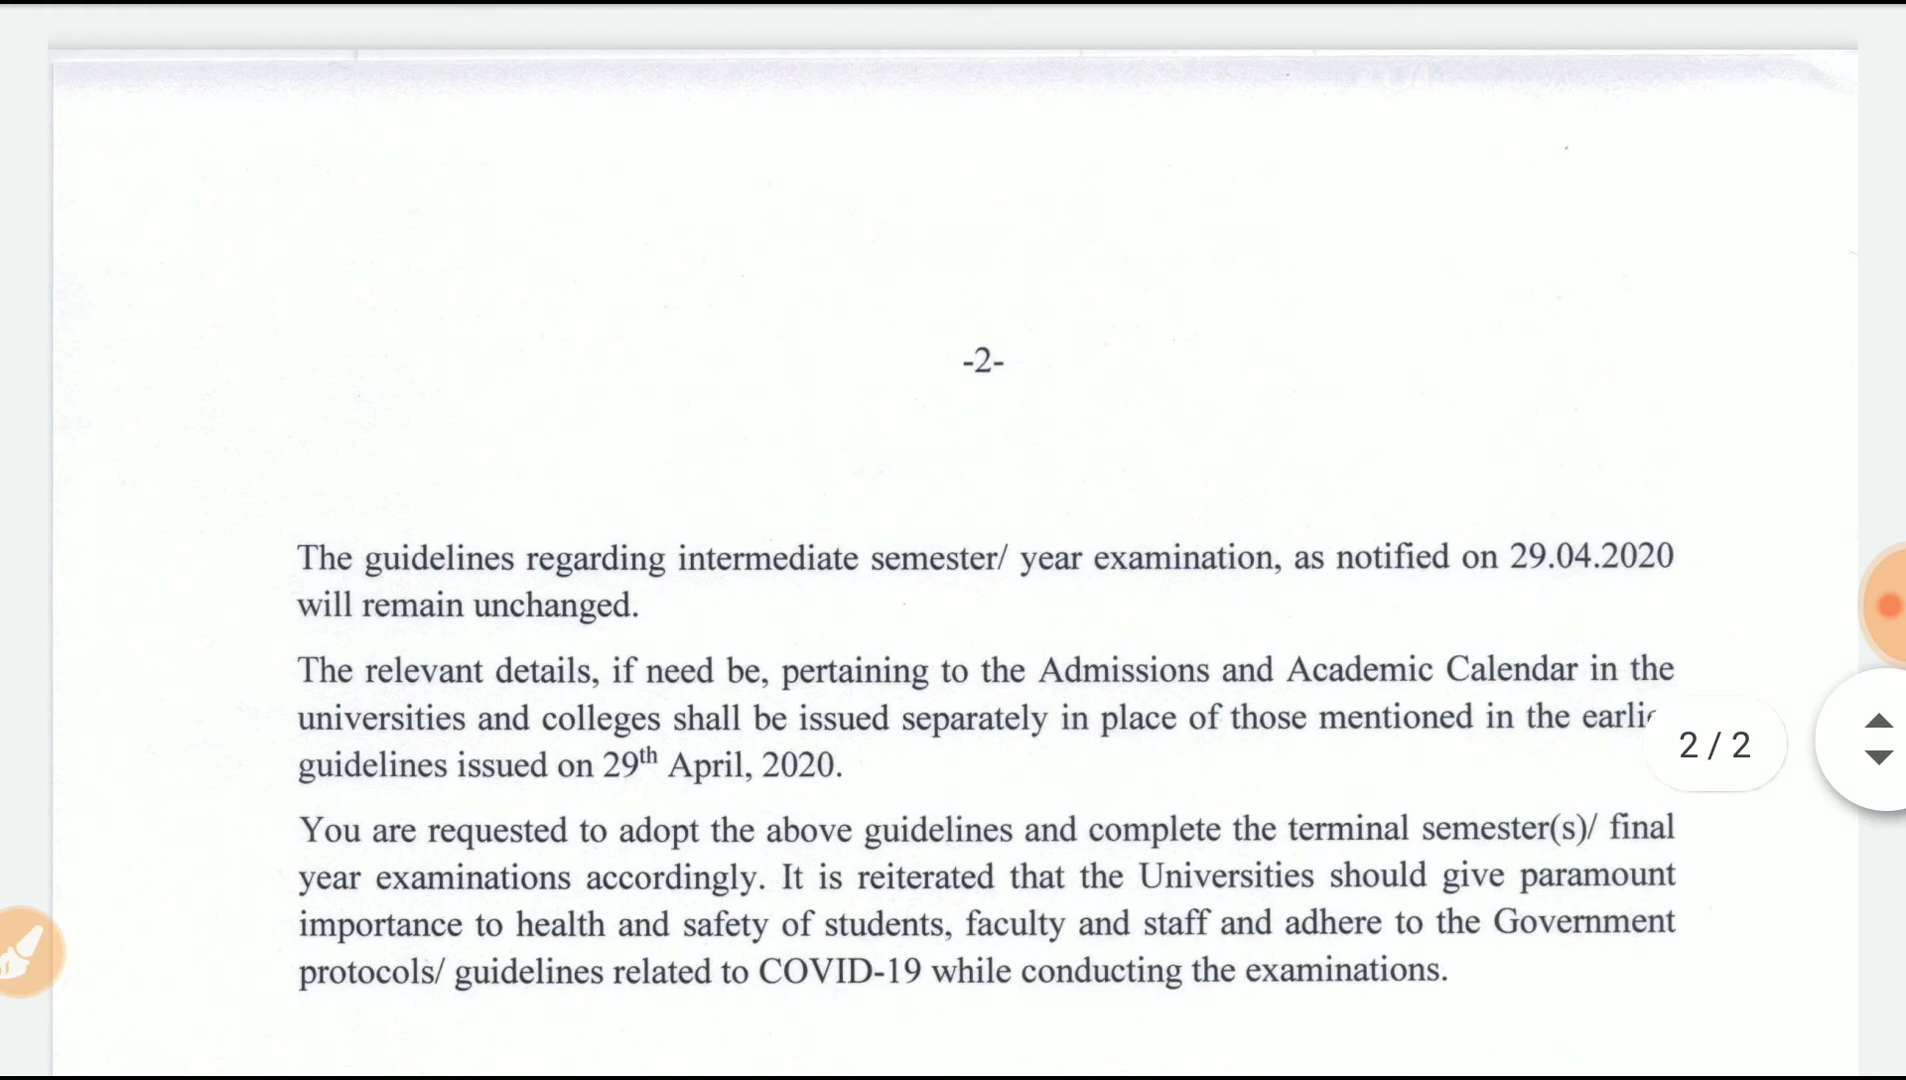 -2-
The guidelines regarding intermediate semester/ year examination, as notified on 29.04.2020
will remain unchanged.
The relevant details, if need be, pertaining to the Admissions and Academic Calendar in the
universities and colleges shall be issued separately in place of those mentioned in the earlie
guidelines issued on 29th April, 2020.
2 / 2
You are requested to adopt the above guidelines and complete the terminal semester(s)/ final
year examinations accordingly. It is reiterated that the Universities should give paramount
importance to health and safety of students, faculty and staff and adhere to the Government
protocols/ guidelines related to COVID-19 while conducting the examinations.